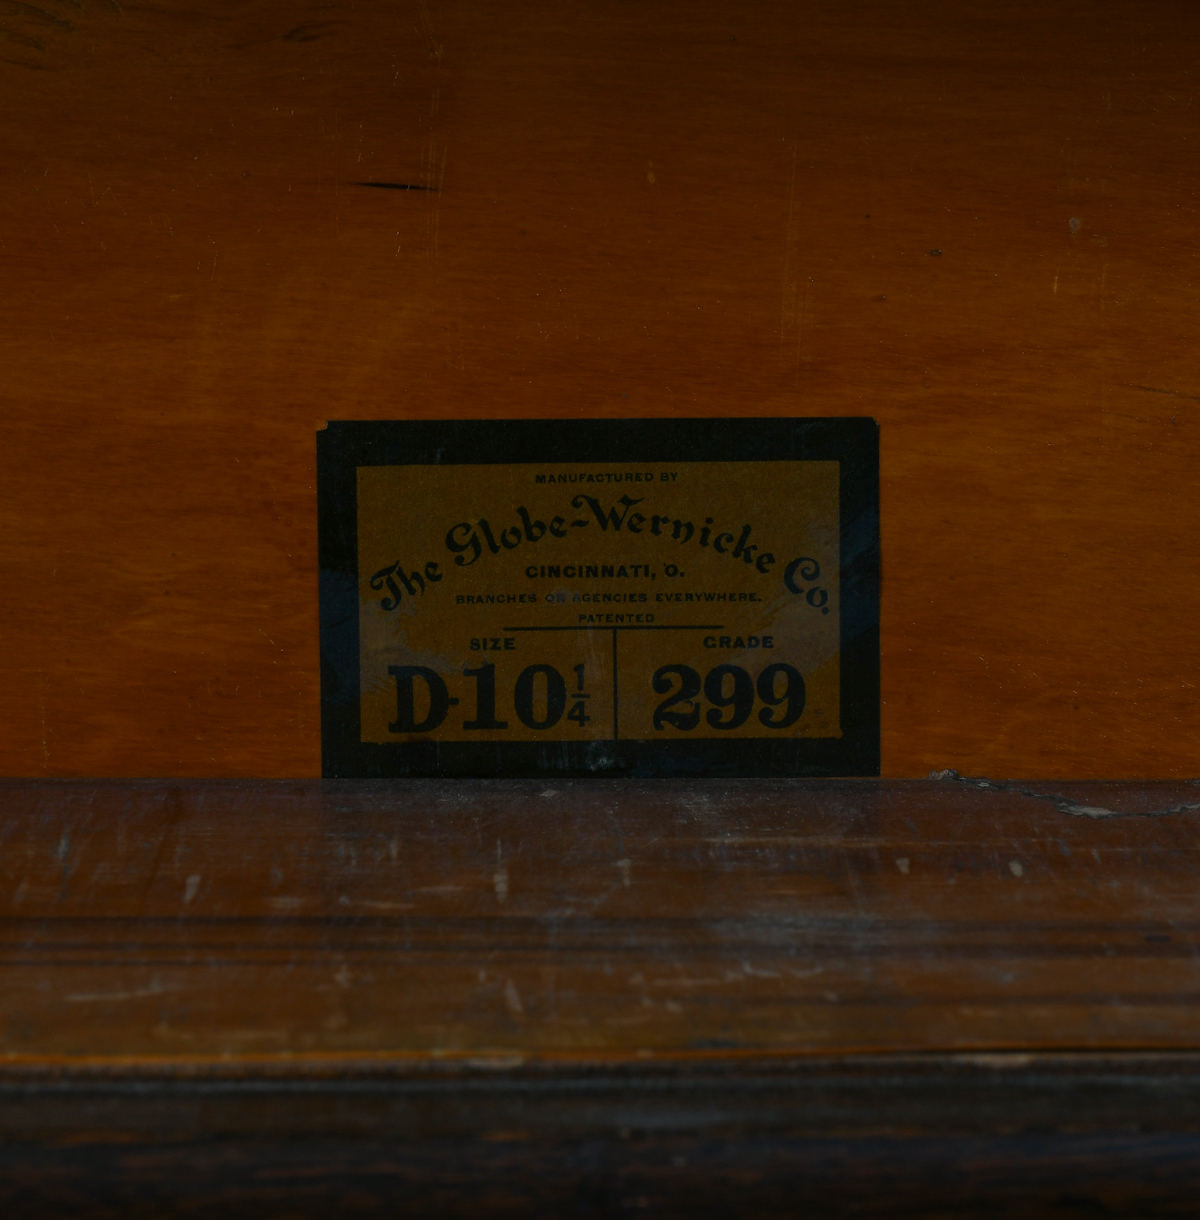 MANUFACTURED BY
The Globe-Wernicke Co.
CINCINNATI, O.
BRANCHES OR AGENCIES EVERYWHERE.
PATENTED
SIZE GRADE
D-10 1/4 299